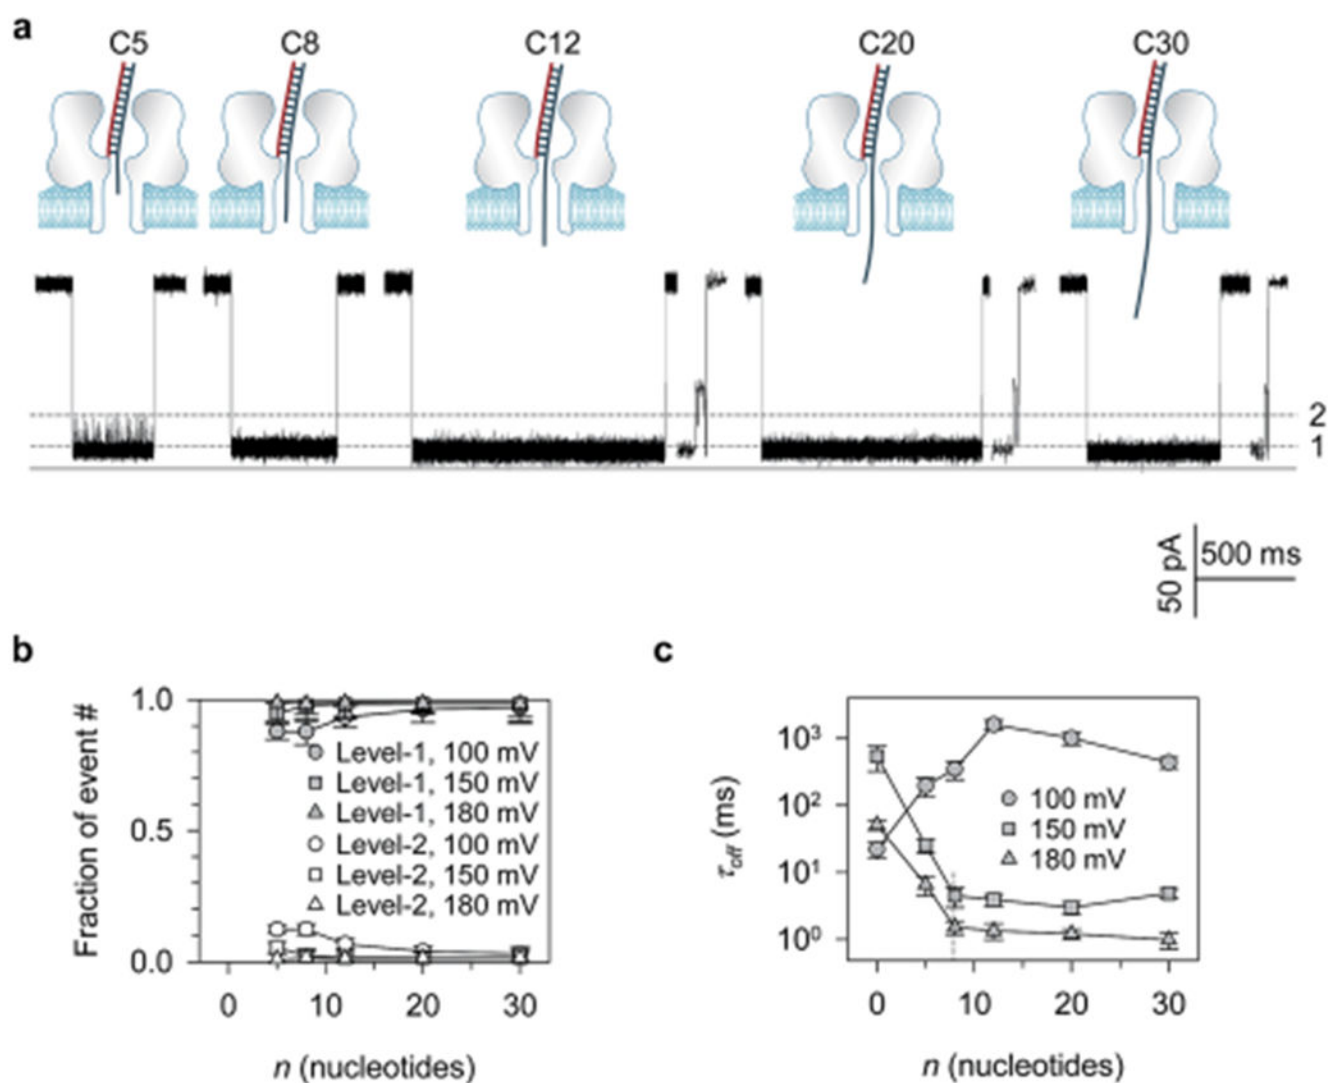 a
C5 C8 C12 C20 C30
2
1
50 pA
500 ms
b
Fraction of event #
1.0
0.5
0.0
Level-1, 100 mV
Level-1, 150 mV
Level-1, 180 mV
Level-2, 100 mV
Level-2, 150 mV
Level-2, 180 mV
0 10 20 30
n (nucleotides)
c
τoff (ms)
10³
10²
10¹
10⁰
100 mV
150 mV
180 mV
0 10 20 30
n (nucleotides)